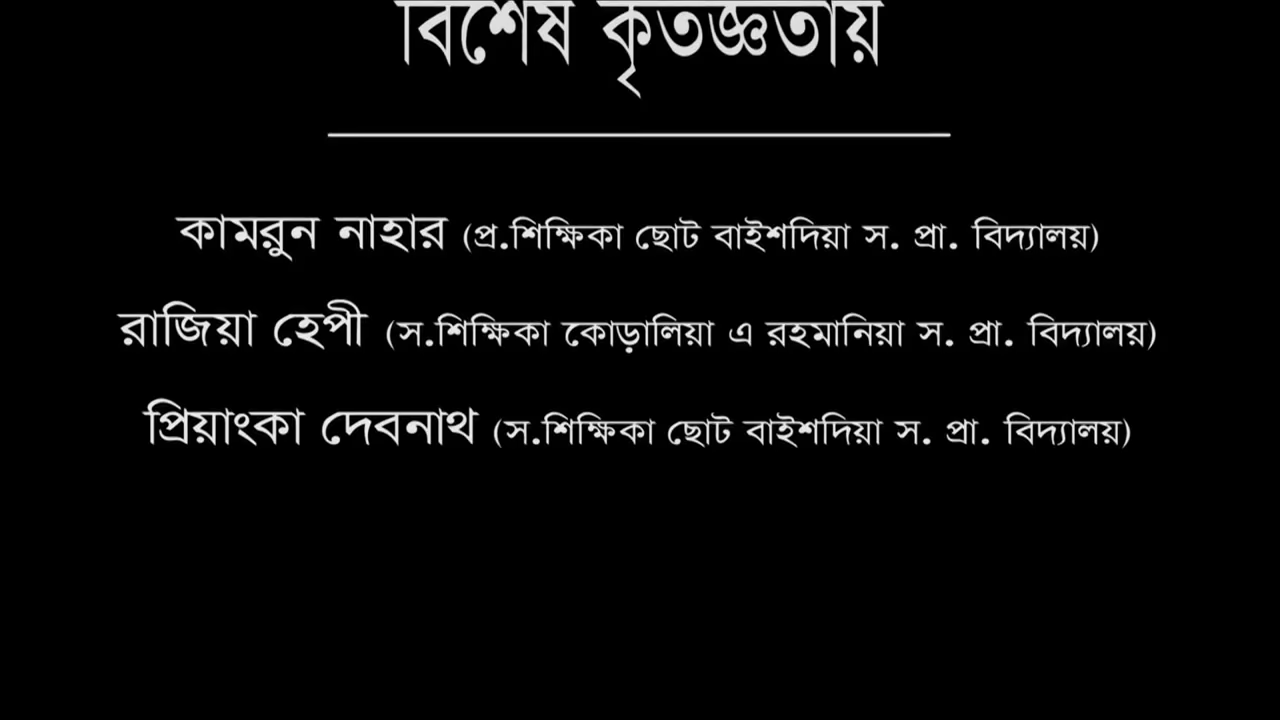 বিশেষ কৃতজ্ঞতায়
কামরুন নাহার (প্র.শিক্ষিকা ছোট বাইশদিয়া স. প্রা. বিদ্যালয়)
রাজিয়া হেপী (স.শিক্ষিকা কোড়ালিয়া এ রহমানিয়া স. প্রা. বিদ্যালয়)
প্রিয়াংকা দেবনাথ (স.শিক্ষিকা ছোট বাইশদিয়া স. প্রা. বিদ্যালয়)